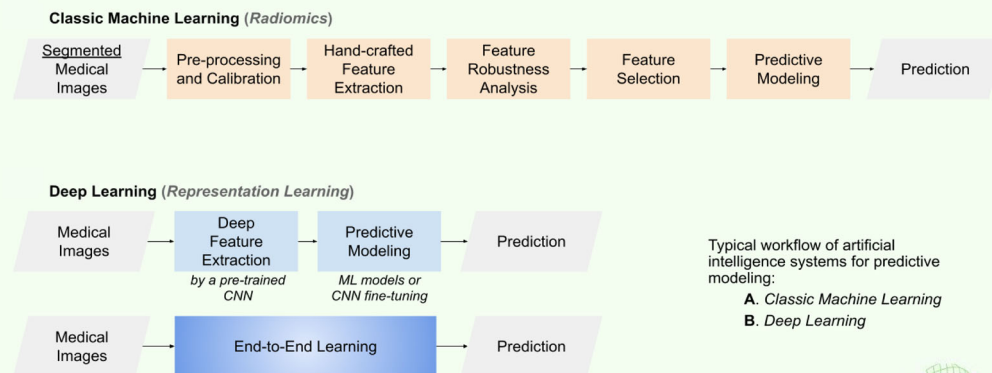 Classic Machine Learning (Radiomics)
Segmented
Medical
Images
Pre-processing
and Calibration
Hand-crafted
Feature
Extraction
Feature
Robustness
Analysis
Feature
Selection
Predictive
Modeling
Prediction
Deep Learning (Representation Learning)
Medical
Images
Deep
Feature
Extraction
by a pre-trained
CNN
Predictive
Modeling
ML models or
CNN fine-tuning
Prediction
Medical
Images
End-to-End Learning
Prediction
Typical workflow of artificial
intelligence systems for predictive
modeling:
A. Classic Machine Learning
B. Deep Learning